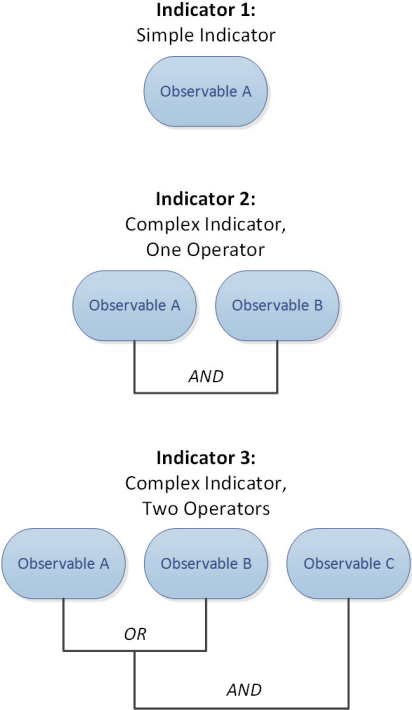 Indicator 1:
Simple Indicator
Observable A
Indicator 2:
Complex Indicator,
One Operator
Observable A
Observable B
AND
Indicator 3:
Complex Indicator,
Two Operators
Observable A
Observable B
Observable C
OR
AND